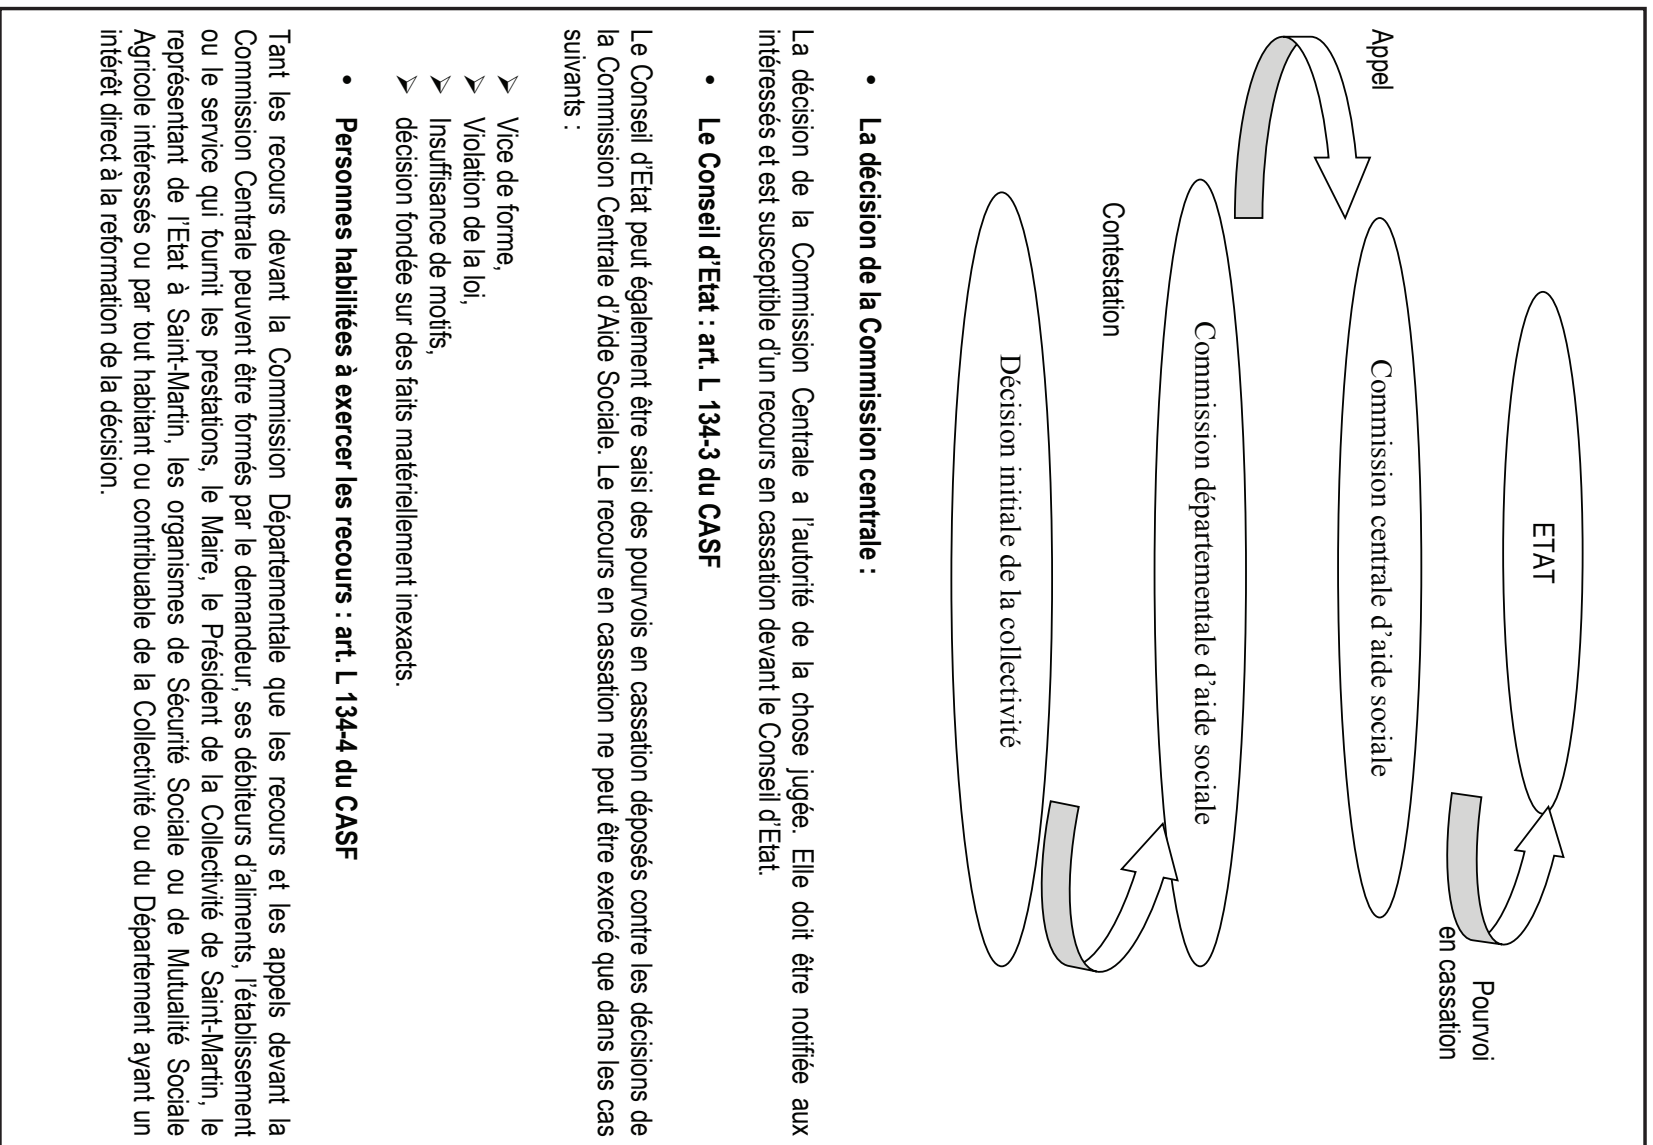 ETAT
Pourvoi
en cassation
Commission centrale d’aide sociale
Appel
Commission départementale d’aide sociale
Contestation
Décision initiale de la collectivité
• La décision de la Commission centrale :
La décision de la Commission Centrale a l’autorité de la chose jugée. Elle doit être notifiée aux
intéressés et est susceptible d’un recours en cassation devant le Conseil d’Etat.
• Le Conseil d’Etat : art. L 134-3 du CASF
Le Conseil d’Etat peut également être saisi des pourvois en cassation déposés contre les décisions de
la Commission Centrale d’Aide Sociale. Le recours en cassation ne peut être exercé que dans les cas
suivants :
➢ Vice de forme,
➢ Violation de la loi,
➢ Insuffisance de motifs,
➢ décision fondée sur des faits matériellement inexacts.
• Personnes habilitées à exercer les recours : art. L 134-4 du CASF
Tant les recours devant la Commission Départementale que les recours et les appels devant la
Commission Centrale peuvent être formés par le demandeur, ses débiteurs d’aliments, l’établissement
ou le service qui fournit les prestations, le Maire, le Président de la Collectivité de Saint-Martin, le
représentant de l’Etat à Saint-Martin, les organismes de Sécurité Sociale ou de Mutualité Sociale
Agricole intéressés ou par tout habitant ou contribuable de la Collectivité ou du Département ayant un
intérêt direct à la reformation de la décision.